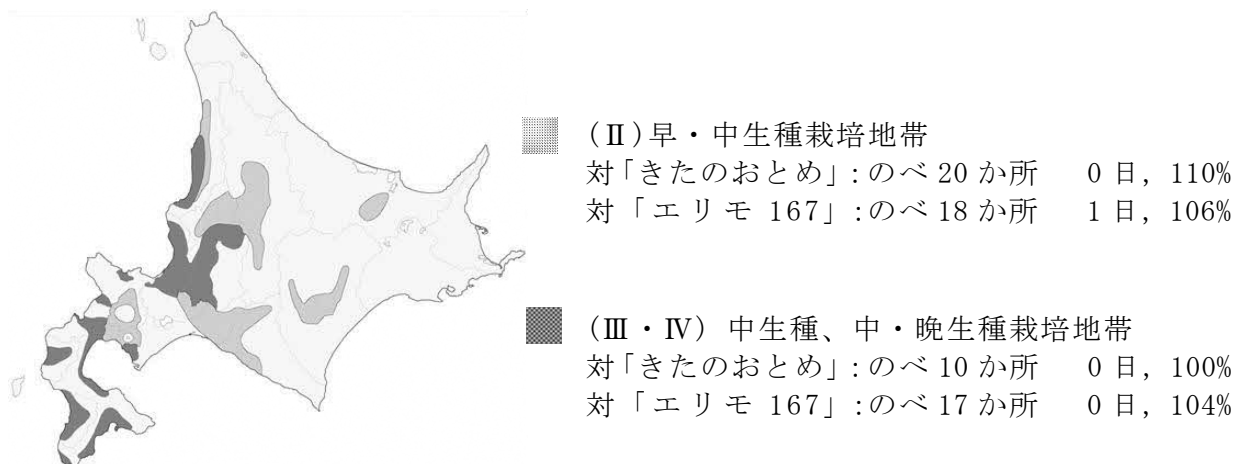 (Ⅱ)早・中生種栽培地帯
対「きたのおとめ」:のべ 20 か所 0 日, 110%
対「エリモ 167」:のべ 18 か所 1 日, 106%
(Ⅲ・Ⅳ) 中生種、中・晩生種栽培地帯
対「きたのおとめ」:のべ 10 か所 0 日, 100%
対「エリモ 167」:のべ 17 か所 0 日, 104%